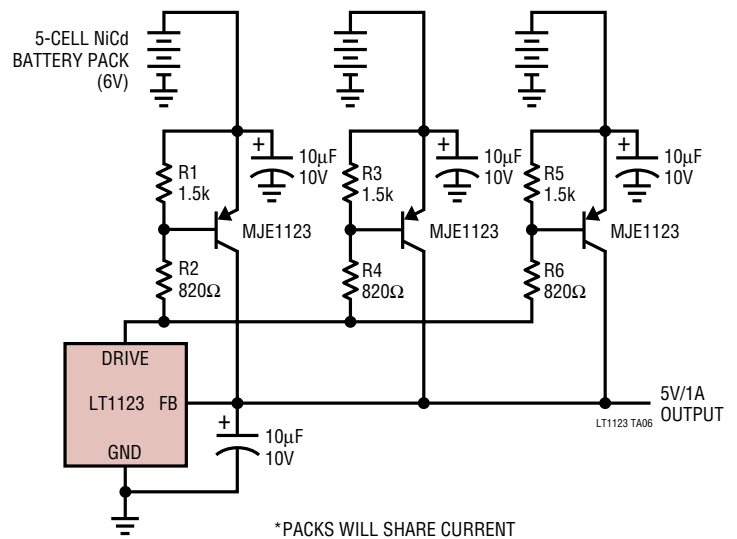 5-CELL NiCd
BATTERY PACK
(6V)
R1
1.5k
+
10µF
10V
R3
1.5k
+
10µF
10V
R5
1.5k
+
10µF
10V
MJE1123
MJE1123
MJE1123
R2
820Ω
R4
820Ω
R6
820Ω
DRIVE
LT1123 FB
GND
+
10µF
10V
5V/1A
OUTPUT
LT1123 TA06
*PACKS WILL SHARE CURRENT